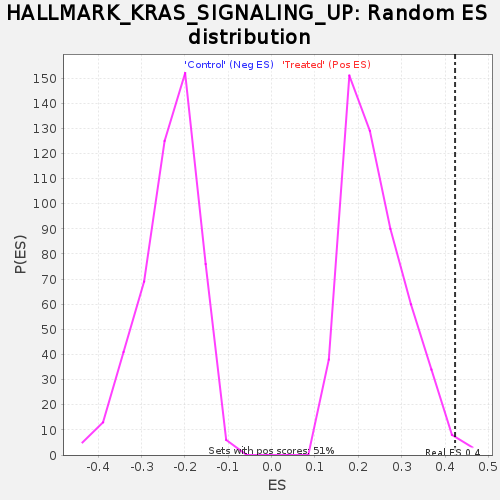 HALLMARK_KRAS_SIGNALING_UP: Random ES
distribution
'Control' (Neg ES) 'Treated' (Pos ES)
150
140
130
120
110
100
90
80
70
60
50
40
30
20
10
0
P(ES)
Sets with pos scores: 51%
Real ES 0.4
-0.4 -0.3 -0.2 -0.1 0.0 0.1 0.2 0.3 0.4 0.5
ES